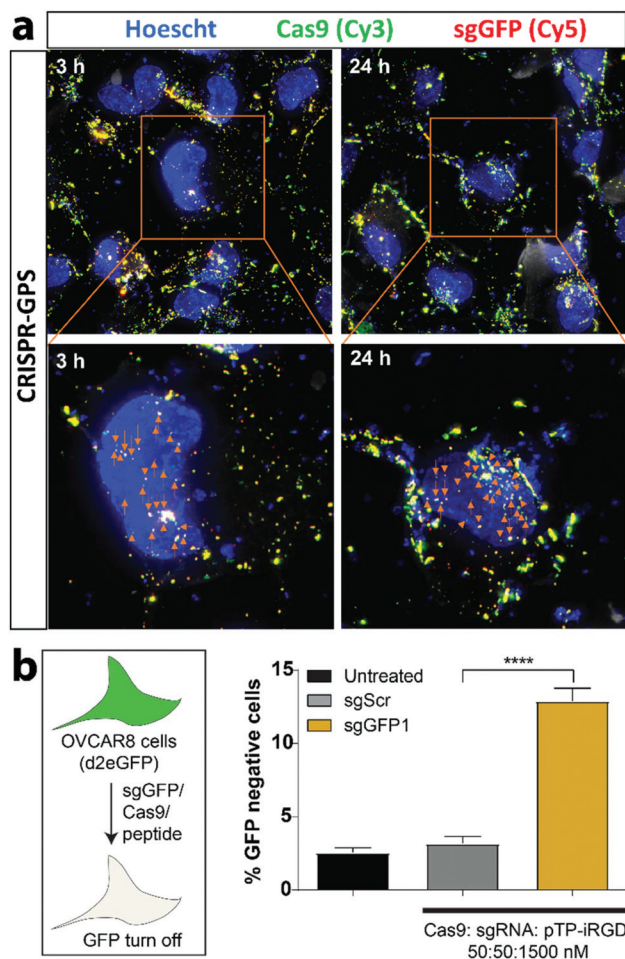 a
Hoescht Cas9 (Cy3) sgGFP (Cy5)
3 h
24 h
CRISPR-GPS
3 h
24 h
b
OVCAR8 cells
(d2eGFP)
sgGFP/
Cas9/
peptide
GFP turn off
% GFP negative cells
15
10
5
0
Untreated
sgScr
sgGFP1
****
Cas9: sgRNA: pTP-iRGD
50:50:1500 nM